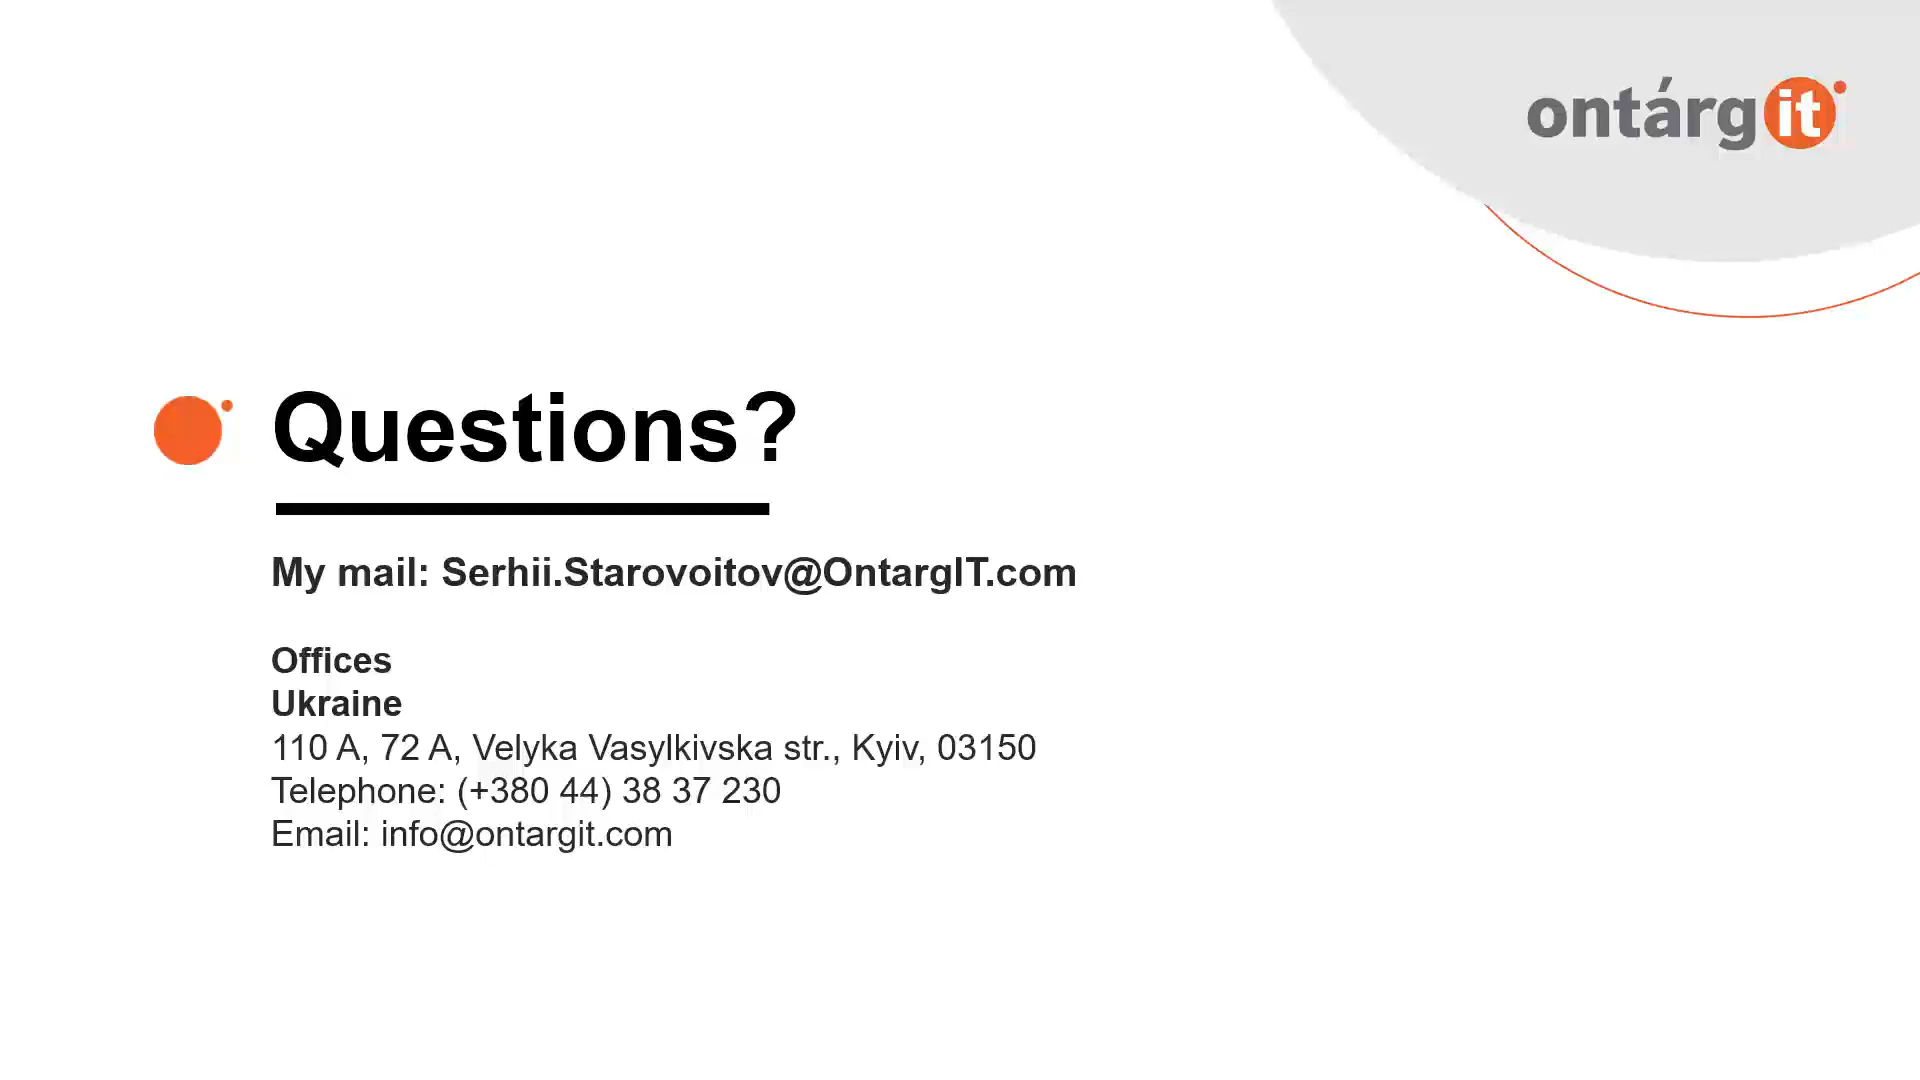 ontárgit
Questions?
My mail: Serhii.Starovoitov@OntargIT.com
Offices
Ukraine
110 A, 72 A, Velyka Vasylkivska str., Kyiv, 03150
Telephone: (+380 44) 38 37 230
Email: info@ontargit.com